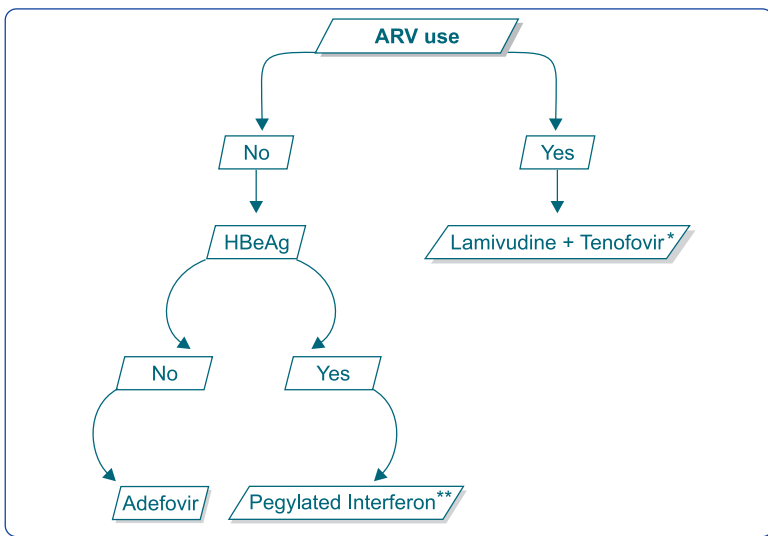 ARV use
No
Yes
HBeAg
Lamivudine + Tenofovir*
No
Yes
Adefovir
Pegylated Interferon**